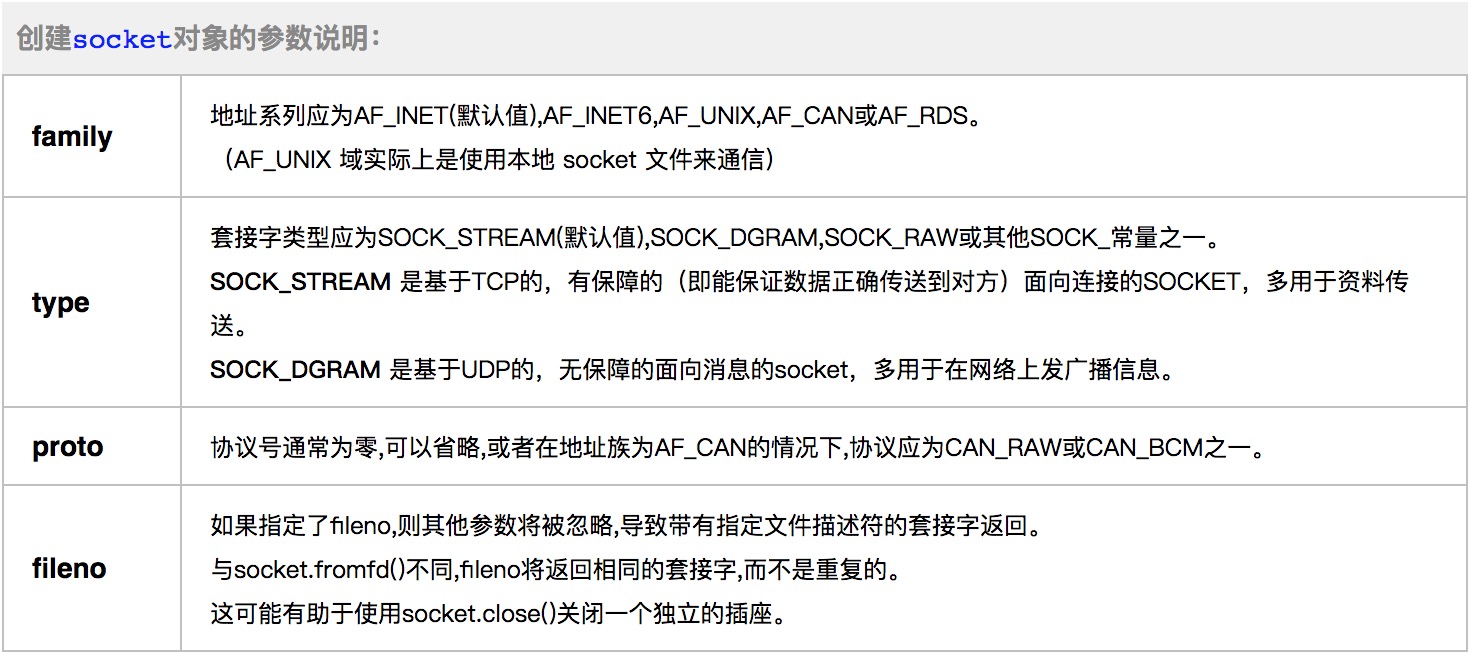 创建socket对象的参数说明：
family
地址系列应为AF_INET(默认值),AF_INET6,AF_UNIX,AF_CAN或AF_RDS。
（AF_UNIX 域实际上是使用本地 socket 文件来通信）
type
套接字类型应为SOCK_STREAM(默认值),SOCK_DGRAM,SOCK_RAW或其他SOCK_常量之一。
SOCK_STREAM 是基于TCP的，有保障的（即能保证数据正确传送到对方）面向连接的SOCKET，多用于资料传
送。
SOCK_DGRAM 是基于UDP的，无保障的面向消息的socket，多用于在网络上发广播信息。
proto
协议号通常为零,可以省略,或者在地址族为AF_CAN的情况下,协议应为CAN_RAW或CAN_BCM之一。
fileno
如果指定了fileno,则其他参数将被忽略,导致带有指定文件描述符的套接字返回。
与socket.fromfd()不同,fileno将返回相同的套接字,而不是重复的。
这可能有助于使用socket.close()关闭一个独立的插座。